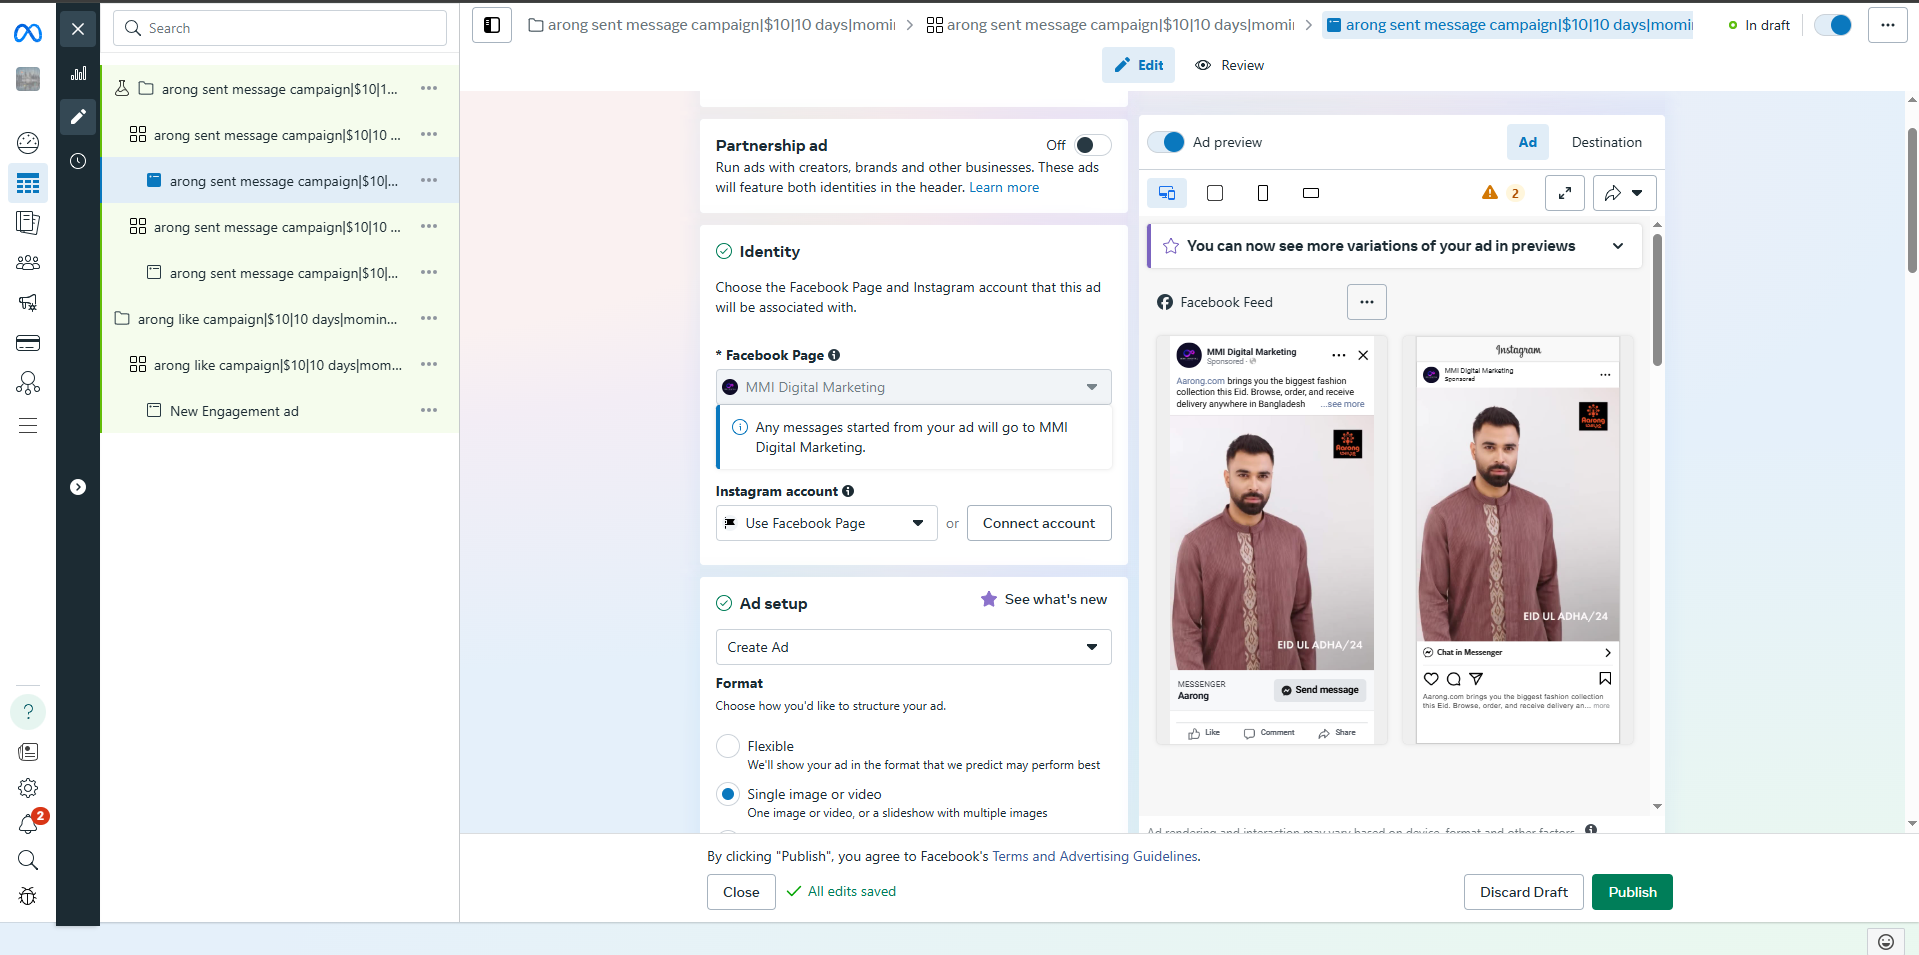 Search
arong sent message campaign|$10|1...
arong sent message campaign|$10|10 ...
arong sent message campaign|$10|...
arong sent message campaign|$10|10 ...
arong sent message campaign|$10|...
arong like campaign|$10|10 days|momin...
arong like campaign|$10|10 days|mom...
New Engagement ad
2
arong sent message campaign|$10|10 days|momin
arong sent message campaign|$10|10 days|momin
arong sent message campaign|$10|10 days|momin
In draft
Edit
Review
Partnership ad
Off
Run ads with creators, brands and other businesses. These ads
will feature both identities in the header. Learn more
Identity
Choose the Facebook Page and Instagram account that this ad
will be associated with.
* Facebook Page
MMI Digital Marketing
Any messages started from your ad will go to MMI
Digital Marketing.
Instagram account
Use Facebook Page
or
Connect account
Ad setup
See what's new
Create Ad
Format
Choose how you'd like to structure your ad.
Flexible
We'll show your ad in the format that we predict may perform best
Single image or video
One image or video, or a slideshow with multiple images
Ad preview
Ad
Destination
2
You can now see more variations of your ad in previews
Facebook Feed
MMI Digital Marketing
Sponsored ·
Aarong.com brings you the biggest fashion
collection this Eid. Browse, order, and receive
delivery anywhere in Bangladesh ...see more
Aarong
EID UL ADHA/24
MESSENGER
Aarong
Send message
Like
Comment
Share
Instagram
MMI Digital Marketing
Sponsored
Aarong
EID UL ADHA/24
Chat in Messenger
Aarong.com brings you the biggest fashion collection
this Eid. Browse, order, and receive delivery an... more
Ad rendering and interaction may vary based on device, format and other factors.
By clicking "Publish", you agree to Facebook's Terms and Advertising Guidelines.
Close
All edits saved
Discard Draft
Publish